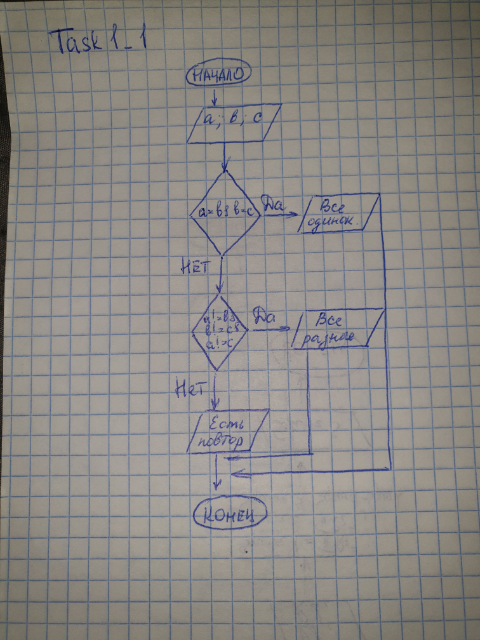 Task 1_1
НАЧАЛО
a; b; c
a=b & b=c
Да
Все
одинак
НЕТ
a!=b &
b!=c &
a!=c
Да
Все
разные
НЕТ
Есть
повтор
КОНЕЦ